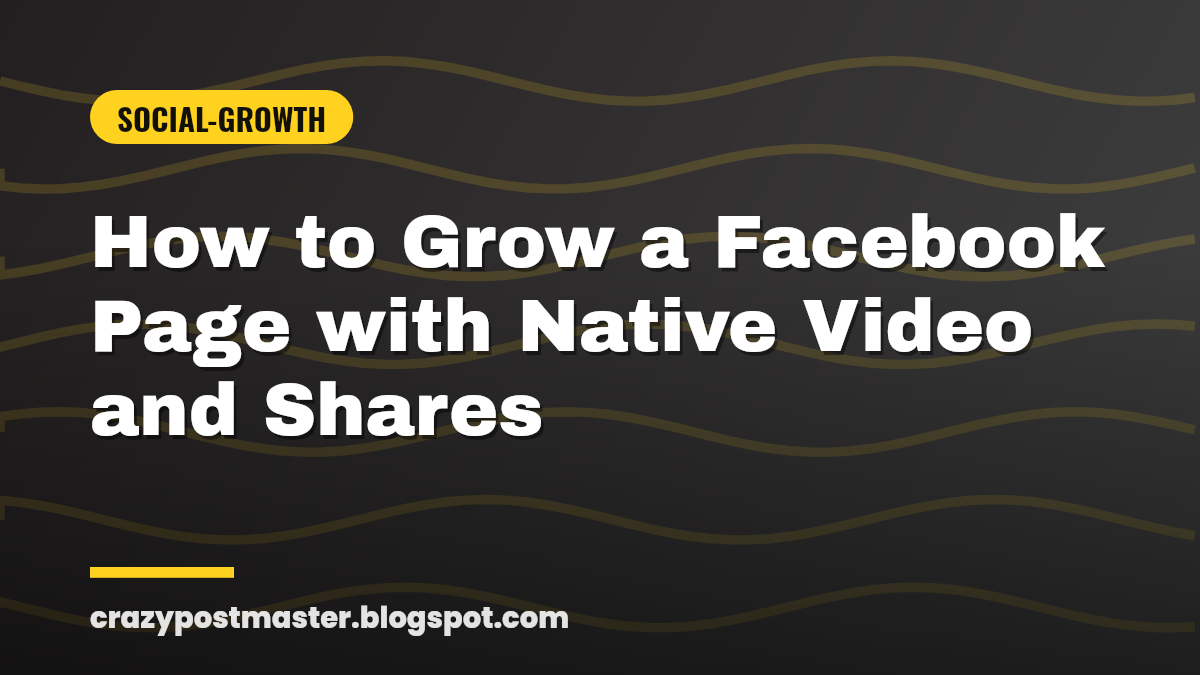 SOCIAL-GROWTH
How to Grow a Facebook
Page with Native Video
and Shares
crazypostmaster.blogspot.com